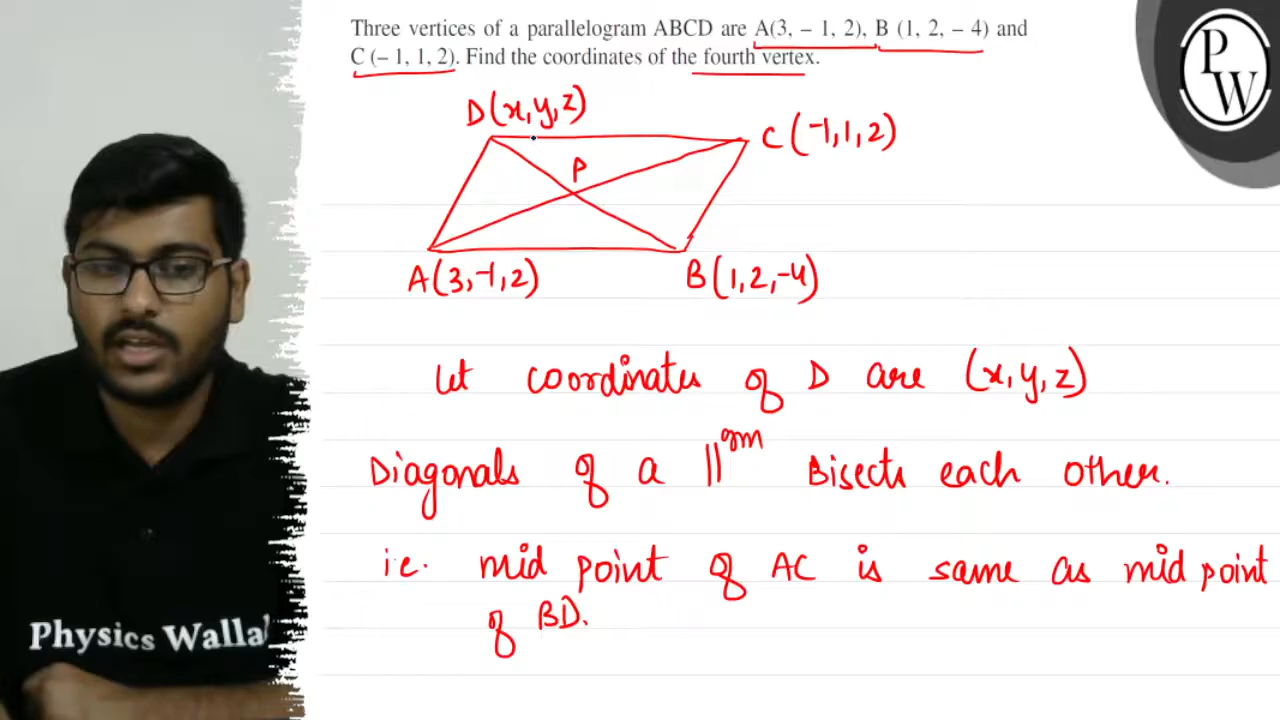 Three vertices of a parallelogram ABCD are A(3, – 1, 2), B (1, 2, – 4) and
C (– 1, 1, 2). Find the coordinates of the fourth vertex.
P
W
D(x,y,z)
C(-1,1,2)
P
A(3,-1,2)
B(1,2,-4)
Let coordinates of D are (x,y,z)
Diagonals of a ||gm Bisects each other.
i.e. mid point of AC is same as mid point
of BD.
Physics Walla